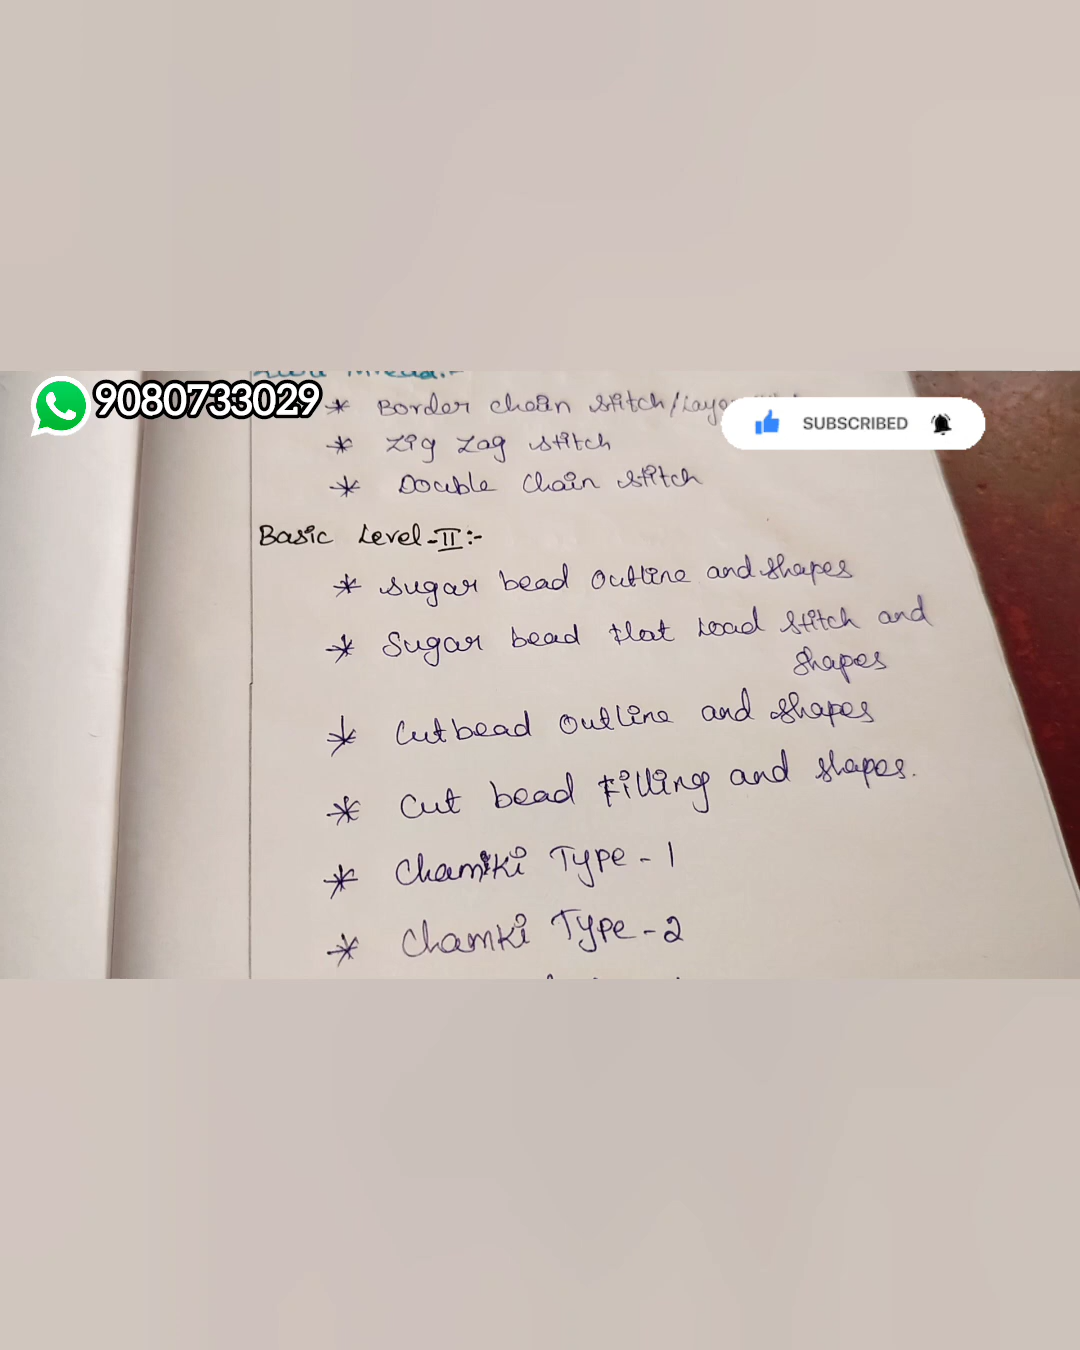 9080733029
* Border chain stitch/Laye
SUBSCRIBED
* Zig Zag stitch
* Double Chain stitch
Basic Level-II:-
* Sugar bead outline and shapes
* Sugar bead flat Load stitch and
shapes
* Cutbead outline and shapes
* Cut bead Filling and shapes.
* Chamiki Type - 1
* Chamki Type - 2